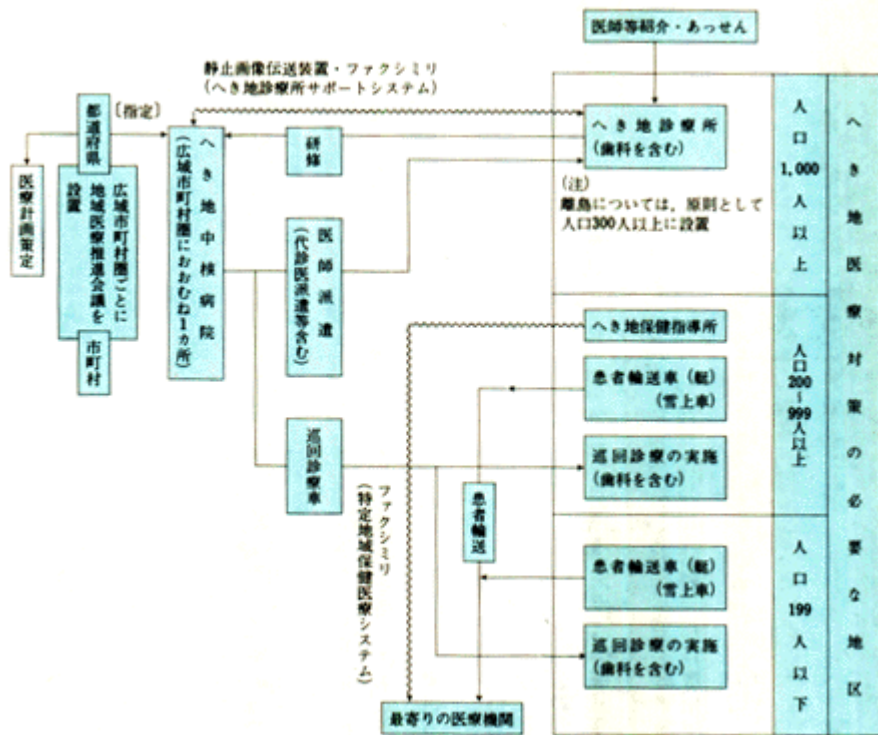 医師等紹介・あっせん
静止画像伝送装置・ファクシミリ
(へき地診療所サポートシステム)
都道府県
〔指定〕
医療計画策定
広域市町村圏ごとに
地域医療推進会議を
設置
市町村
へき地中核病院
(広域市町村圏におおむね1カ所)
研修
医師派遣
(代診医派遣等含む)
巡回診療車
ファクシミリ
(特定地域保健医療システム)
患者輸送
へき地診療所
(歯科を含む)
(注)
離島については,原則として
人口300人以上に設置
へき地保健指導所
患者輸送車(艇)
(雪上車)
巡回診療の実施
(歯科を含む)
患者輸送車(艇)
(雪上車)
巡回診療の実施
(歯科を含む)
最寄りの医療機関
人口1,000人以上
人口200~999人以上
人口199人以下
へき地医療対策の必要な地区